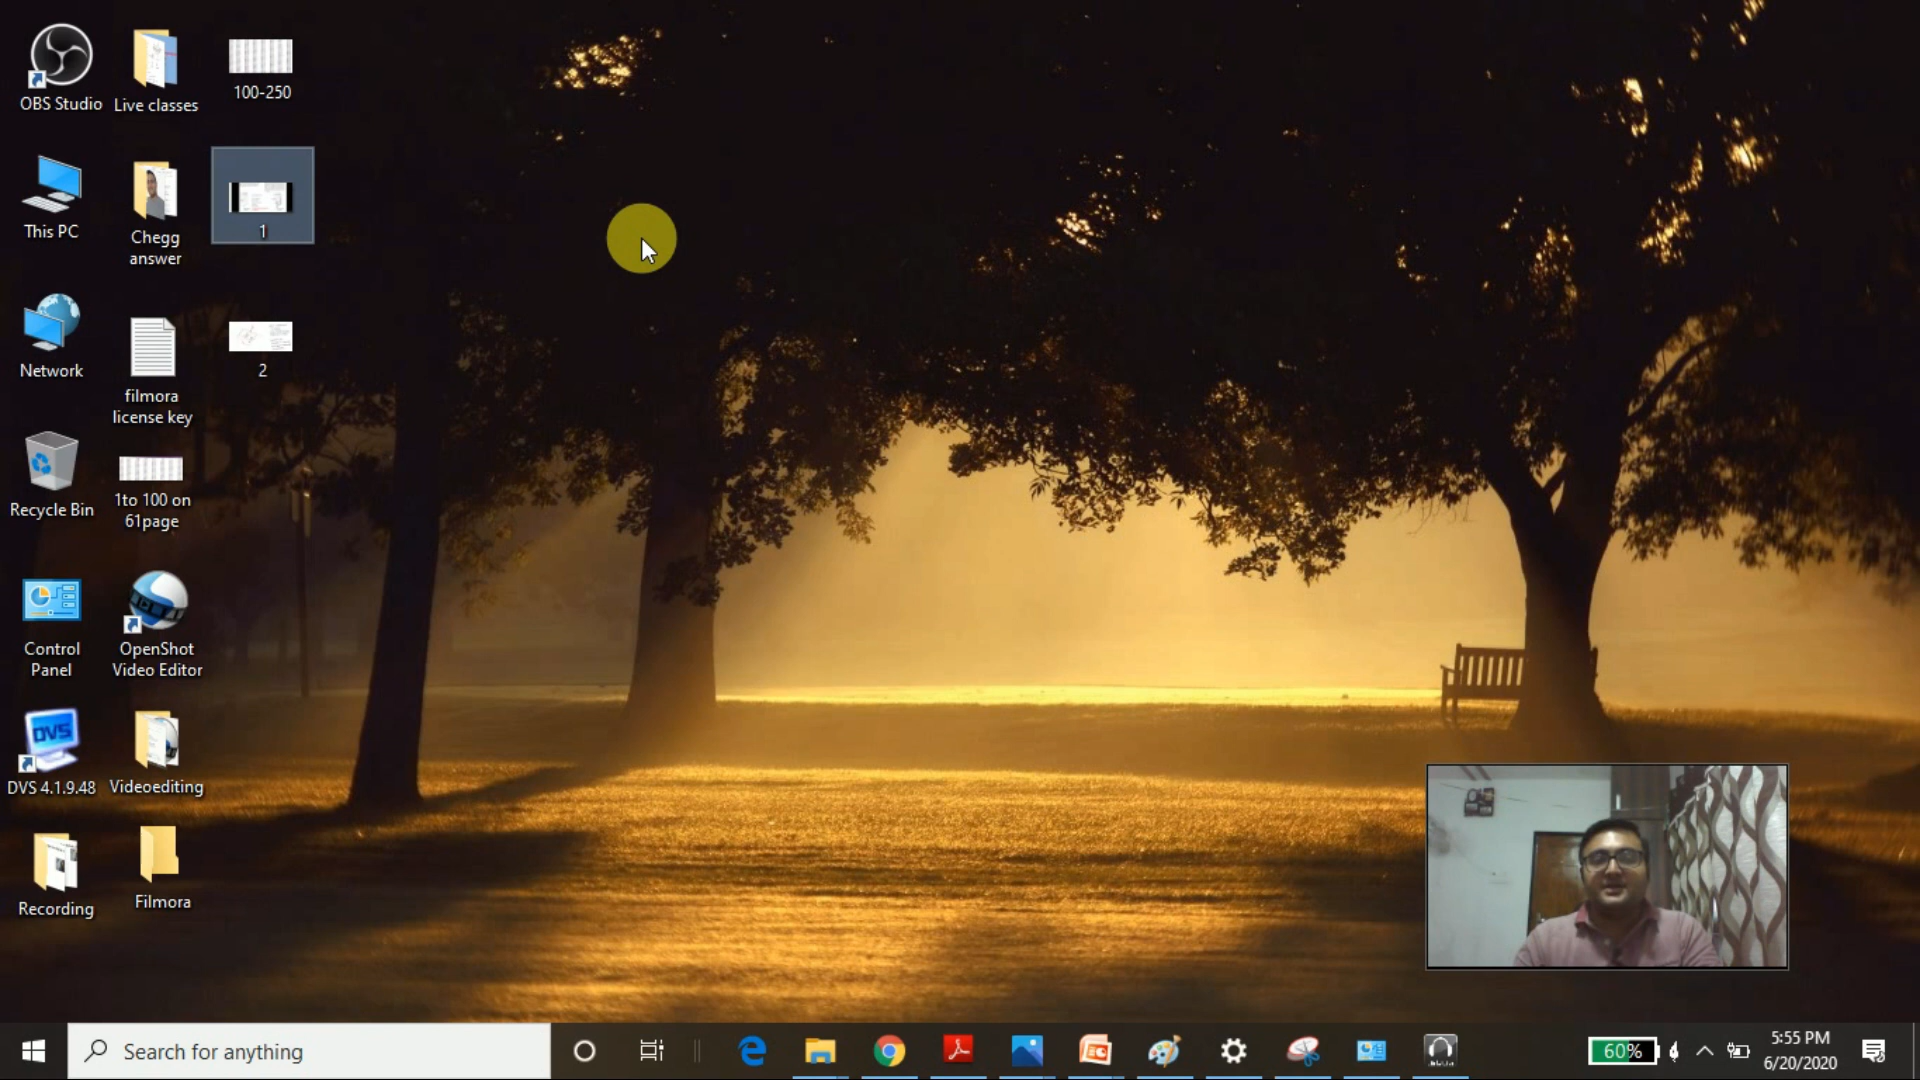 OBS Studio
Live classes
100-250
This PC
Chegg
answer
1
Network
filmora
license key
2
Recycle Bin
1to 100 on
61page
Control
Panel
OpenShot
Video Editor
DVS
DVS 4.1.9.48
Videoediting
Recording
Filmora
Search for anything
60%
5:55 PM
6/20/2020